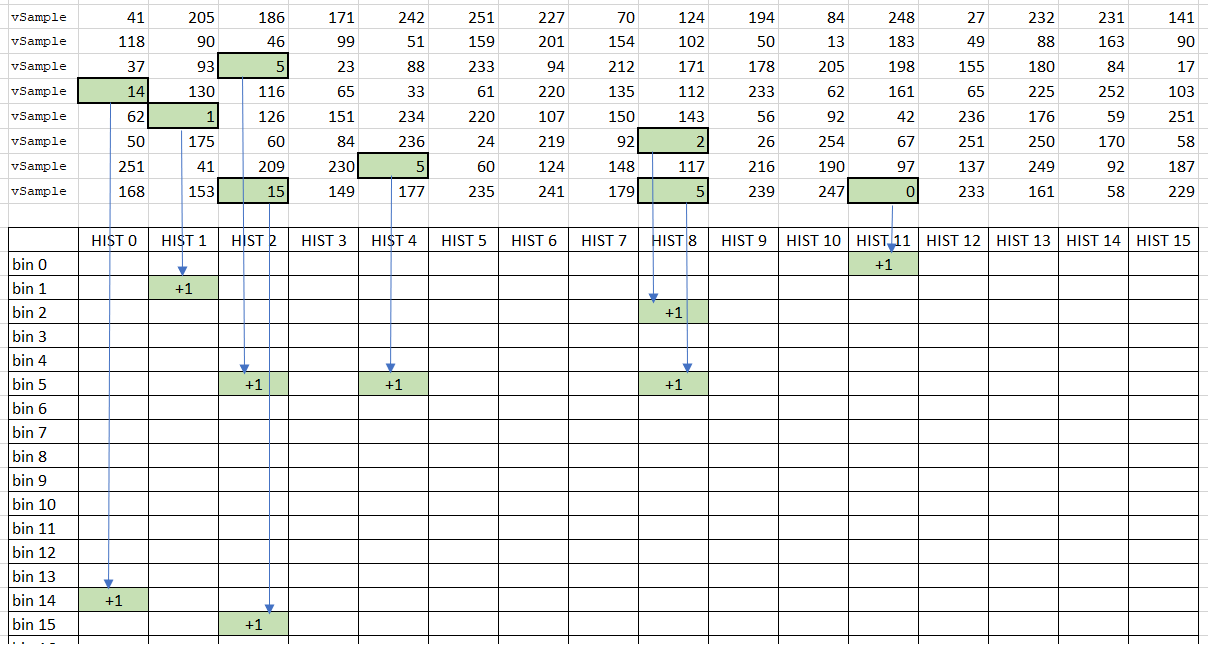 vSample 41 205 186 171 242 251 227 70 124 194 84 248 27 232 231 141
vSample 118 90 46 99 51 159 201 154 102 50 13 183 49 88 163 90
vSample 37 93 5 23 88 233 94 212 171 178 205 198 155 180 84 17
vSample 14 130 116 65 33 61 220 135 112 233 62 161 65 225 252 103
vSample 62 1 126 151 234 220 107 150 143 56 92 42 236 176 59 251
vSample 50 175 60 84 236 24 219 92 2 26 254 67 251 250 170 58
vSample 251 41 209 230 5 60 124 148 117 216 190 97 137 249 92 187
vSample 168 153 15 149 177 235 241 179 5 239 247 0 233 161 58 229
HIST 0 HIST 1 HIST 2 HIST 3 HIST 4 HIST 5 HIST 6 HIST 7 HIST 8 HIST 9 HIST 10 HIST 11 HIST 12 HIST 13 HIST 14 HIST 15
bin 0 +1
bin 1 +1
bin 2 +1
bin 3
bin 4
bin 5 +1 +1 +1
bin 6
bin 7
bin 8
bin 9
bin 10
bin 11
bin 12
bin 13
bin 14 +1
bin 15 +1